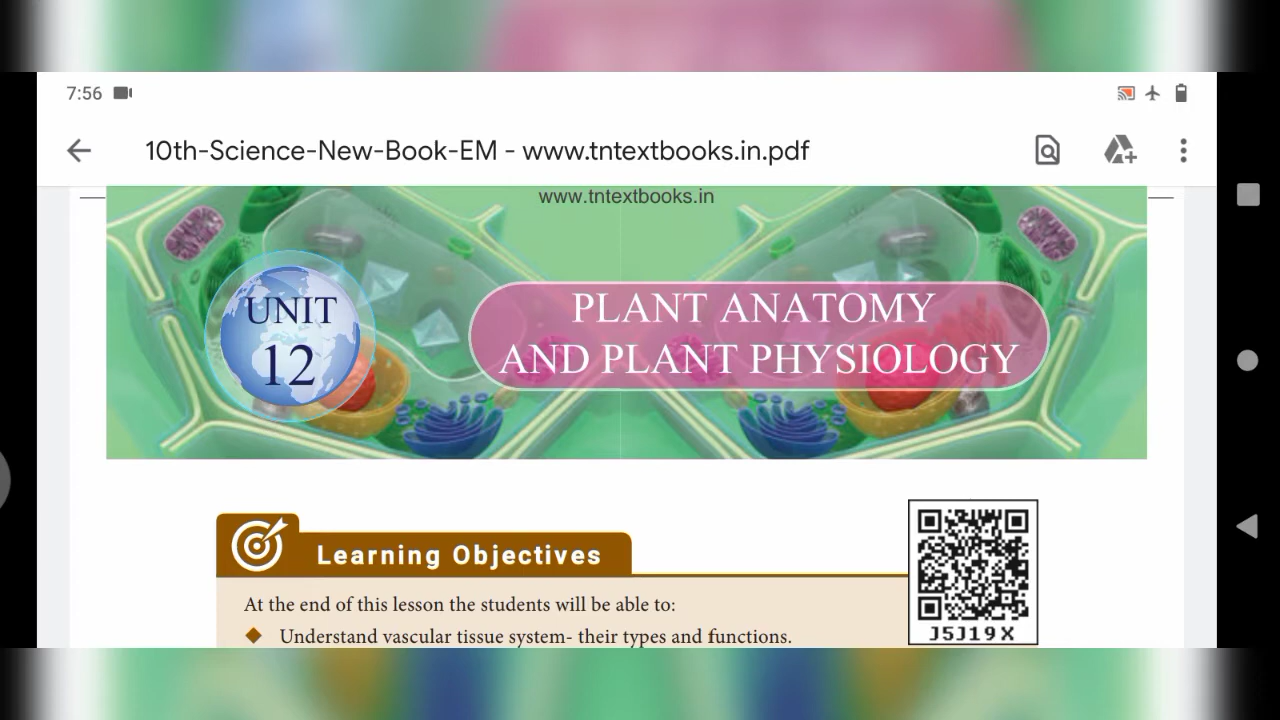 7:56
10th-Science-New-Book-EM - www.tntextbooks.in.pdf
www.tntextbooks.in
UNIT
12
PLANT ANATOMY
AND PLANT PHYSIOLOGY
Learning Objectives
At the end of this lesson the students will be able to:
Understand vascular tissue system- their types and functions.
J5J19X